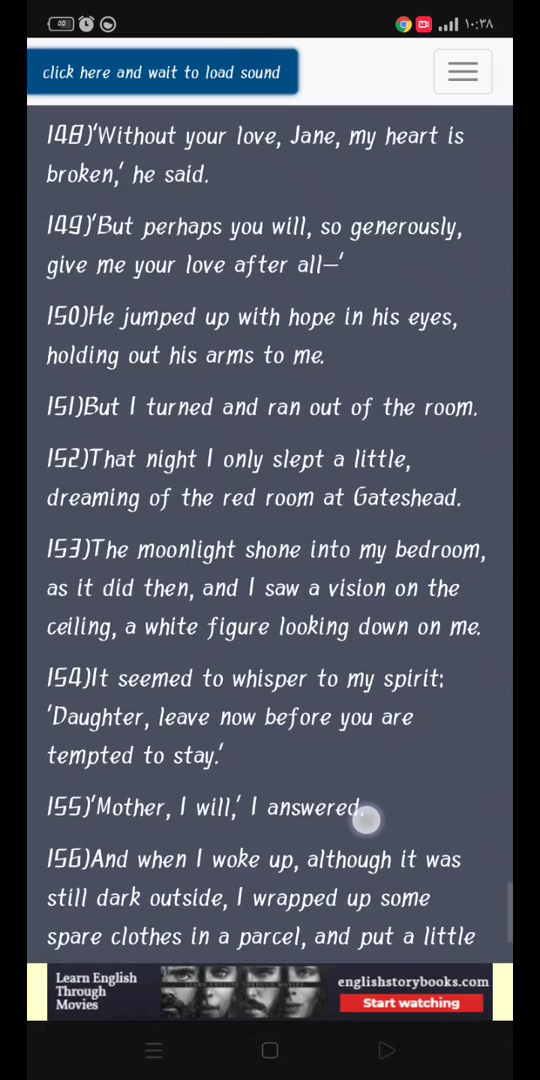 30
١٠:٣٨
click here and wait to load sound
148)'Without your love, Jane, my heart is
broken,' he said.
149)'But perhaps you will, so generously,
give me your love after all—'
150)He jumped up with hope in his eyes,
holding out his arms to me.
151)But I turned and ran out of the room.
152)That night I only slept a little,
dreaming of the red room at Gateshead.
153)The moonlight shone into my bedroom,
as it did then, and I saw a vision on the
ceiling, a white figure looking down on me.
154)It seemed to whisper to my spirit:
'Daughter, leave now before you are
tempted to stay.'
155)'Mother, I will,' I answered.
156)And when I woke up, although it was
still dark outside, I wrapped up some
spare clothes in a parcel, and put a little
Learn English
Through
Movies
LEARN ENGLISH THROUGH MOVIES
englishstorybooks.com
Start watching